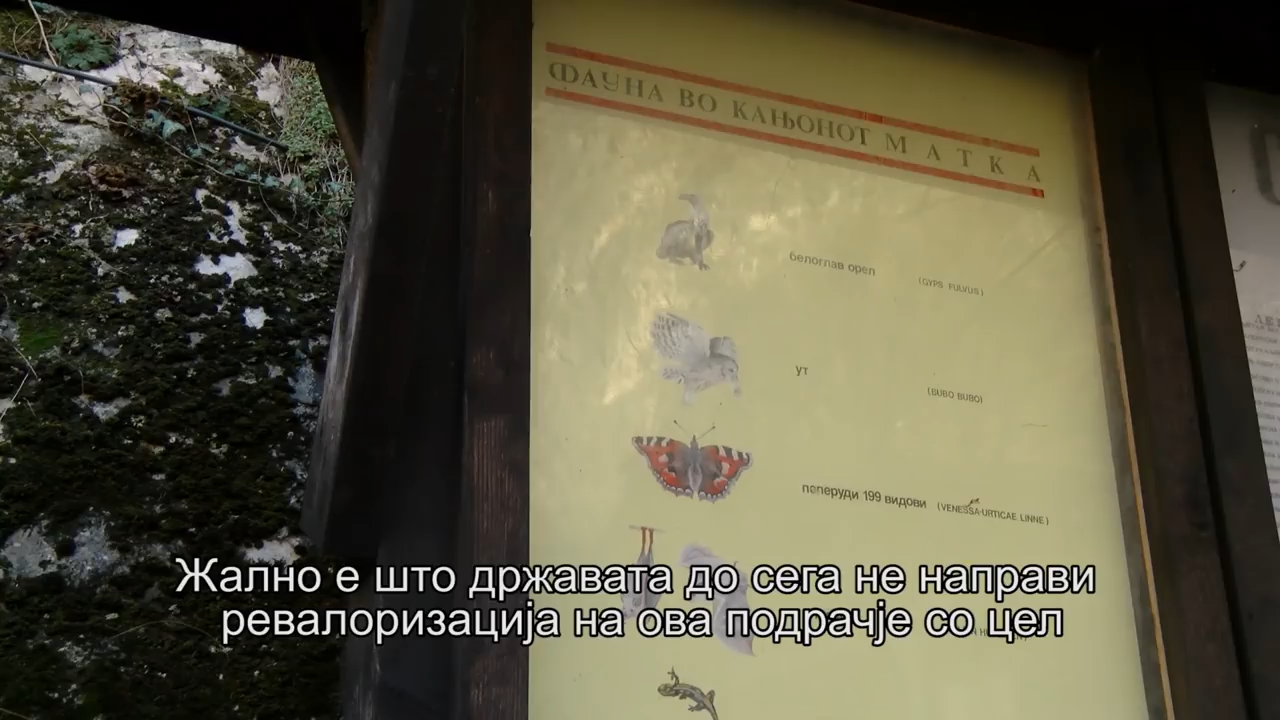 ФАУНА ВО КАЊОНОТ МАТКА
белоглав орел (GYPS FULVUS)
ут (BUBO BUBO)
пеперуди 199 видови (VENESSA-URTICAE LINNE)
Жално е што државата до сега не направи
ревалоризација на ова подрачје со цел